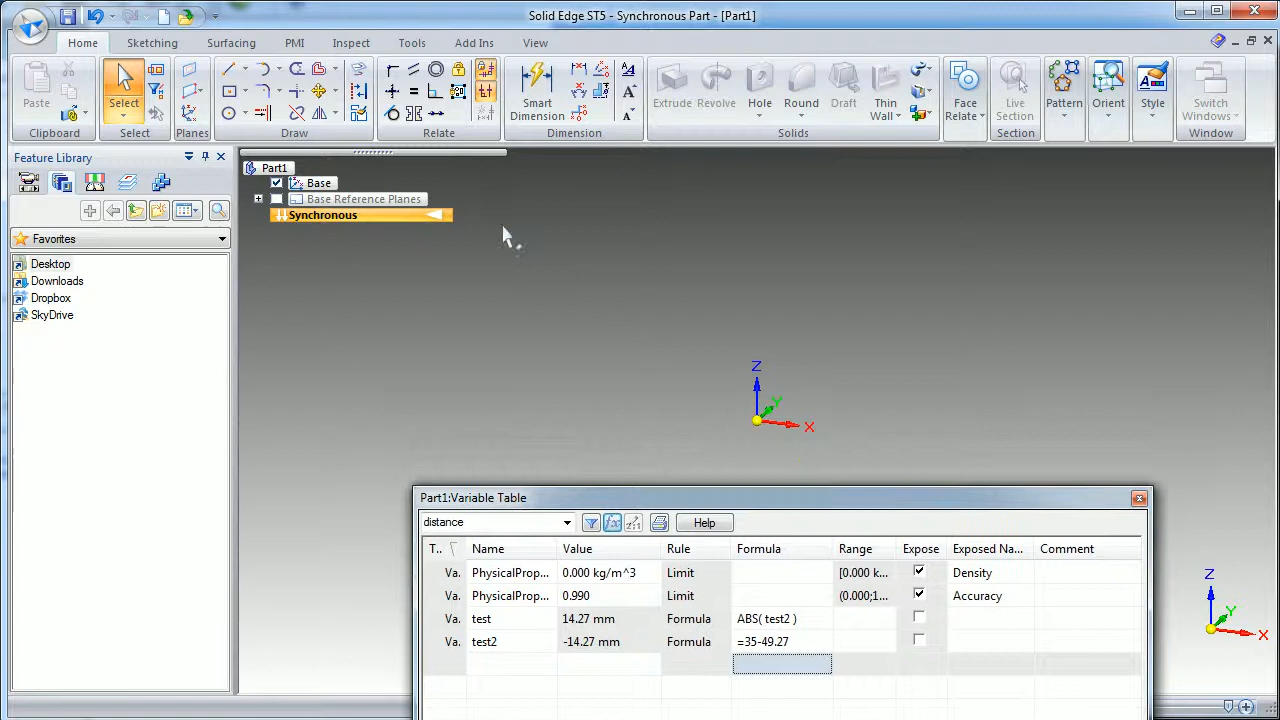 Solid Edge ST5 - Synchronous Part - [Part1]
Home Sketching Surfacing PMI Inspect Tools Add Ins View
Paste Select Smart Dimension Extrude Revolve Hole Round Draft Thin Wall Face Relate Live Section Pattern Orient Style Switch Windows
Clipboard Select Planes Draw Relate Dimension Solids Section Window
Feature Library
Part1
Base
Base Reference Planes
Synchronous
Favorites
Desktop
Downloads
Dropbox
SkyDrive
Z
Y
X
Part1:Variable Table
distance Help
T.. Name Value Rule Formula Range Expose Exposed Na... Comment
Va. PhysicalProp... 0.000 kg/m^3 Limit [0.000 k... Density
Va. PhysicalProp... 0.990 Limit (0.000;1... Accuracy
Va. test 14.27 mm Formula ABS( test2 )
Va. test2 -14.27 mm Formula =35-49.27
Z
Y
X